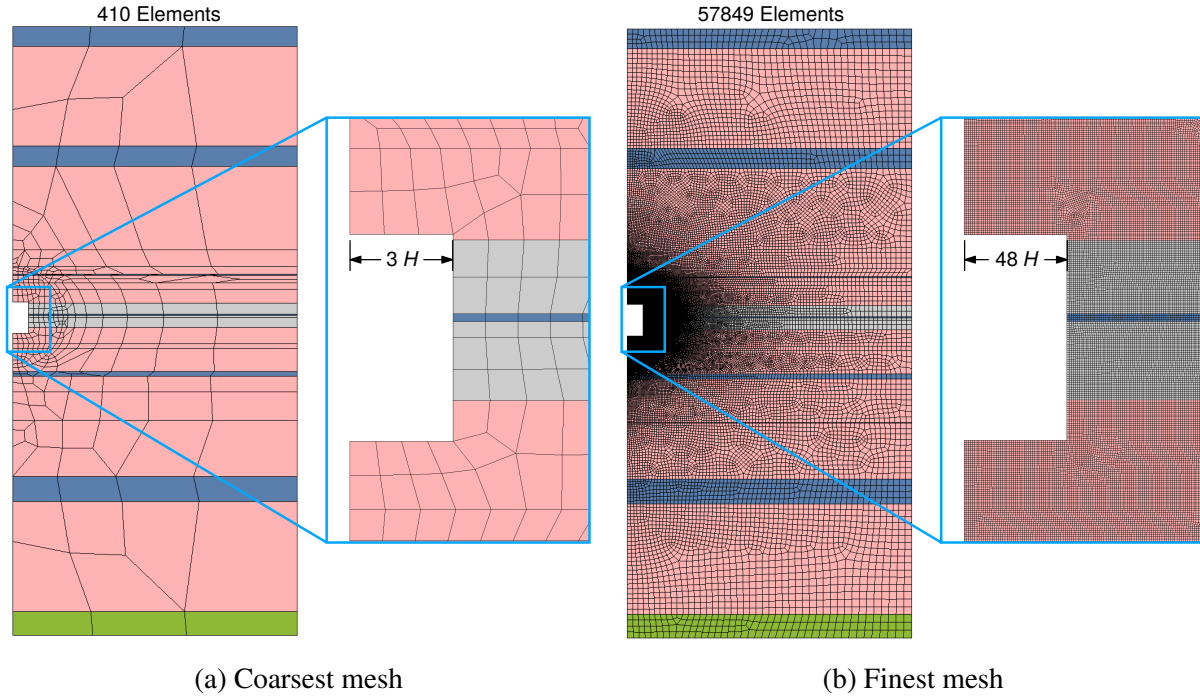 410 Elements
57849 Elements
3 H
48 H
(a) Coarsest mesh
(b) Finest mesh